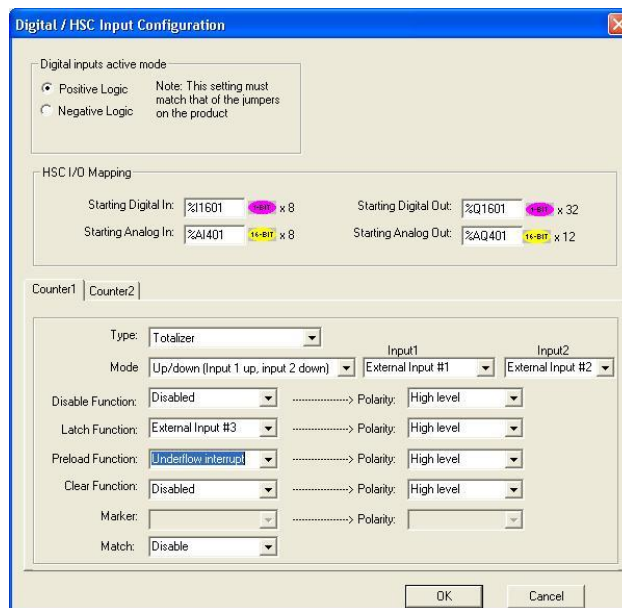 Digital / HSC Input Configuration
Digital inputs active mode
Positive Logic
Negative Logic
Note: This setting must
match that of the jumpers
on the product
HSC I/O Mapping
Starting Digital In: %I1601 1-BIT x 8 Starting Digital Out: %Q1601 1-BIT x 32
Starting Analog In: %AI401 16-BIT x 8 Starting Analog Out: %AQ401 16-BIT x 12
Counter1 Counter2
Type: Totalizer
Input1 Input2
Mode Up/down (Input 1 up, input 2 down) External Input #1 External Input #2
Disable Function: Disabled ----------------> Polarity: High level
Latch Function: External Input #3 ----------------> Polarity: High level
Preload Function: Underflow interrupt ----------------> Polarity: High level
Clear Function: Disabled ----------------> Polarity: High level
Marker: ----------------> Polarity:
Match: Disable
OK Cancel